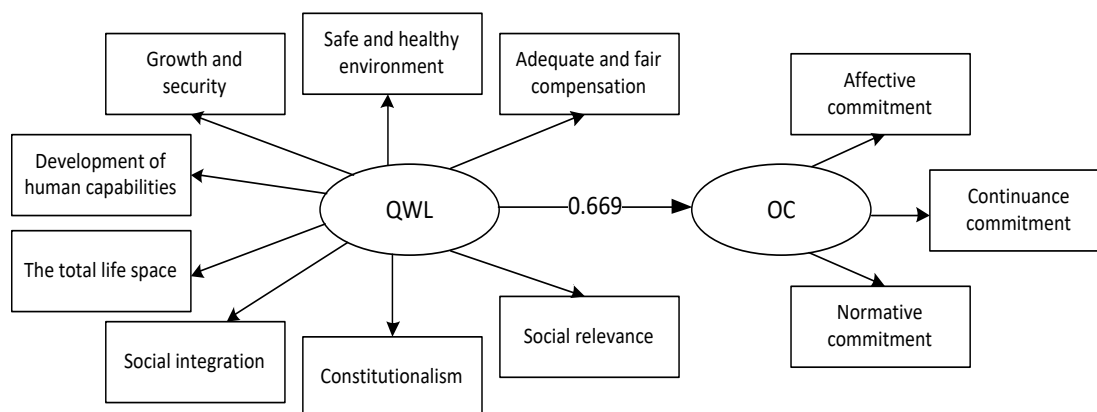 Safe and healthy
environment
Growth and
security
Adequate and fair
compensation
Affective
commitment
Development of
human capabilities
QWL
0.669
OC
Continuance
commitment
The total life space
Social integration
Constitutionalism
Social relevance
Normative
commitment